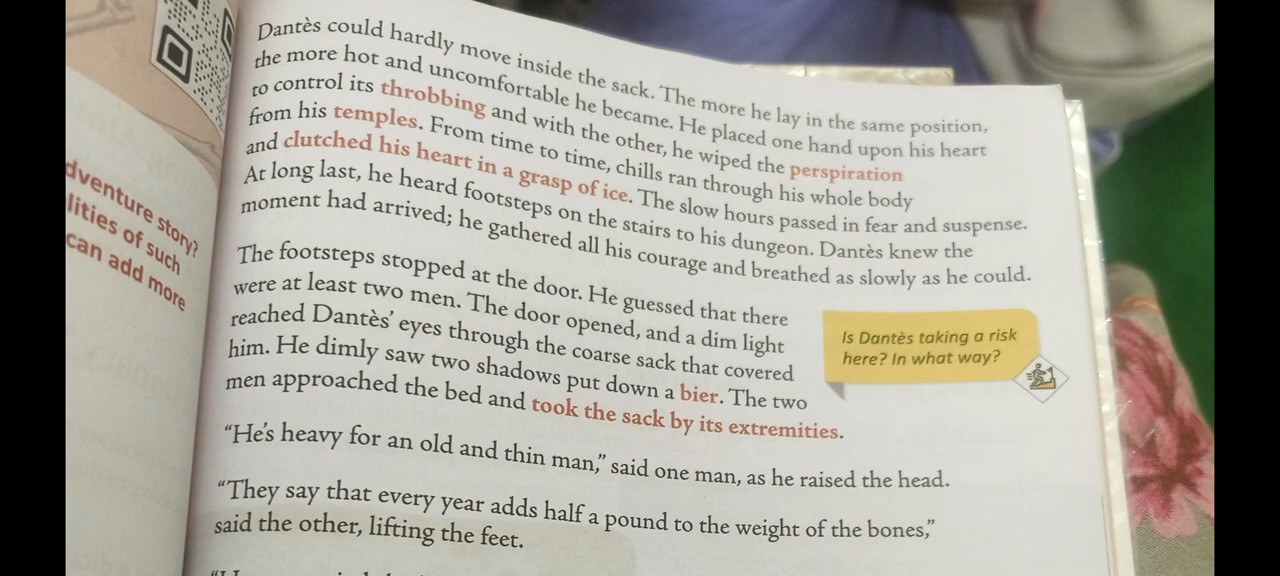 dventure story?
lities of such
can add more
Dantès could hardly move inside the sack. The more he lay in the same position,
the more hot and uncomfortable he became. He placed one hand upon his heart
to control its throbbing and with the other, he wiped the perspiration
from his temples. From time to time, chills ran through his whole body
and clutched his heart in a grasp of ice. The slow hours passed in fear and suspense.
At long last, he heard footsteps on the stairs to his dungeon. Dantès knew the
moment had arrived; he gathered all his courage and breathed as slowly as he could.
The footsteps stopped at the door. He guessed that there
were at least two men. The door opened, and a dim light
reached Dantès’ eyes through the coarse sack that covered
him. He dimly saw two shadows put down a bier. The two
men approached the bed and took the sack by its extremities.
Is Dantès taking a risk
here? In what way?
“He’s heavy for an old and thin man,” said one man, as he raised the head.
“They say that every year adds half a pound to the weight of the bones,”
said the other, lifting the feet.